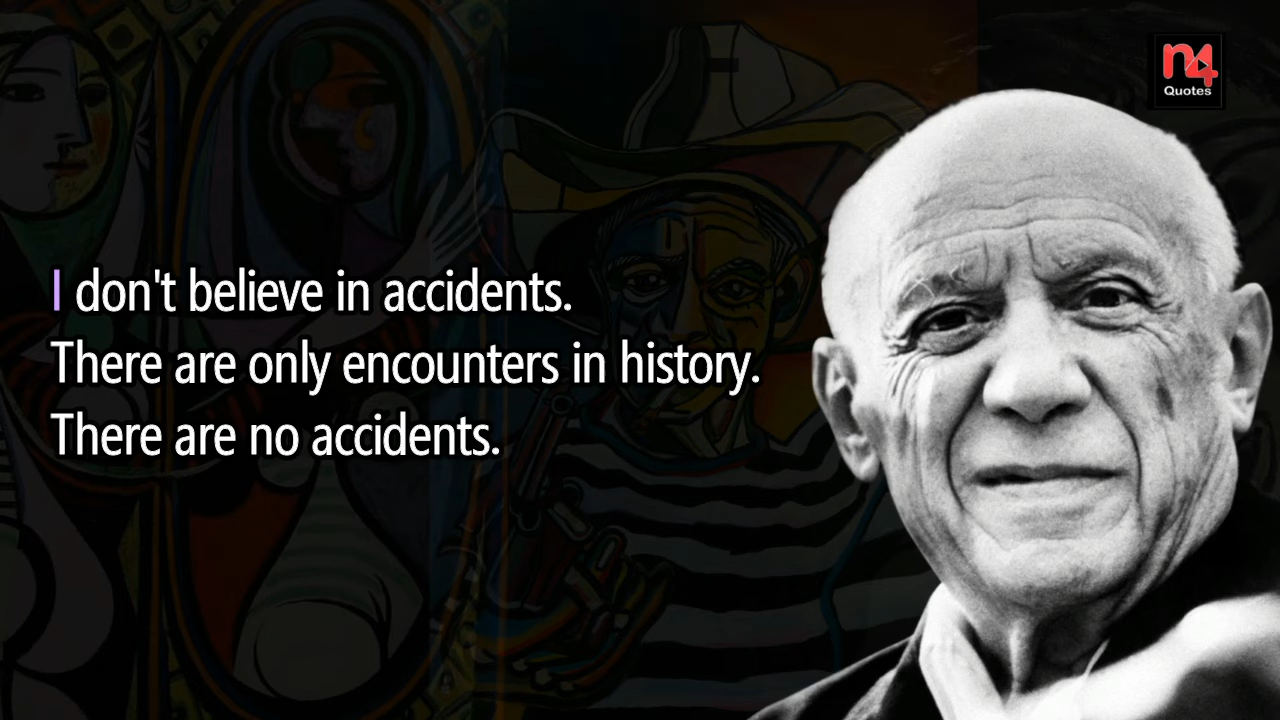 n4
Quotes
I don't believe in accidents.
There are only encounters in history.
There are no accidents.